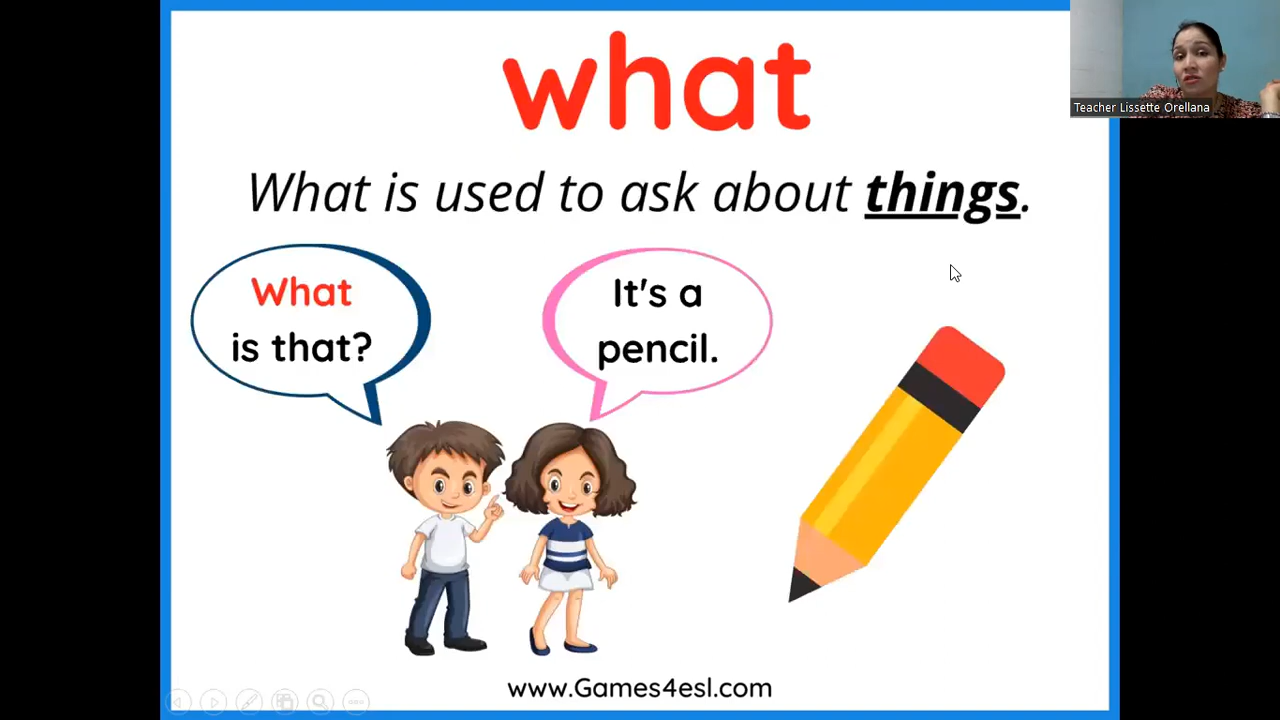 what
What is used to ask about things.
What
is that?
It's a
pencil.
www.Games4esl.com
Teacher Lissette Orellana